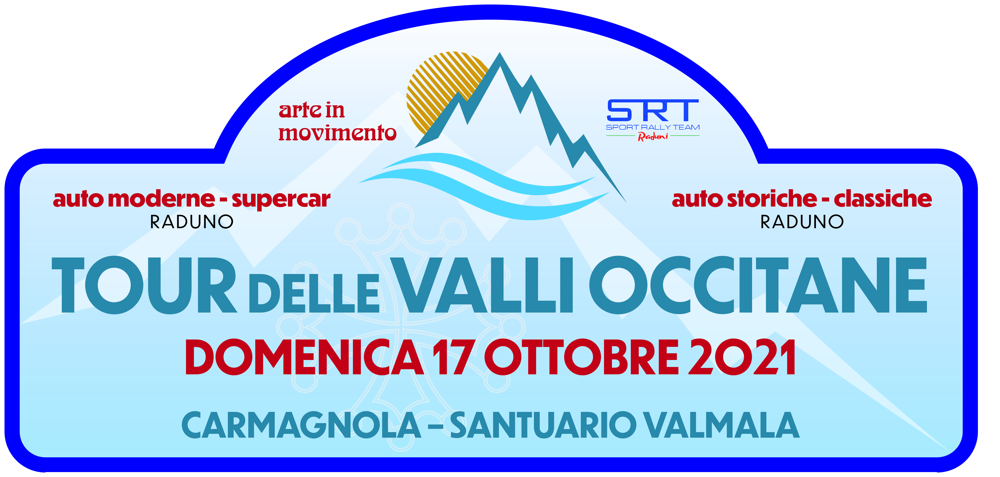 arte in
movimento
SRT
SPORT RALLY TEAM
Raduni
auto moderne - supercar
RADUNO
auto storiche - classiche
RADUNO
TOUR DELLE VALLI OCCITANE
DOMENICA 17 OTTOBRE 2021
CARMAGNOLA – SANTUARIO VALMALA